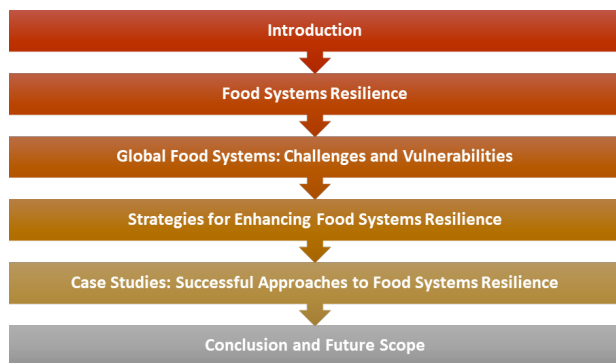 Introduction
Food Systems Resilience
Global Food Systems: Challenges and Vulnerabilities
Strategies for Enhancing Food Systems Resilience
Case Studies: Successful Approaches to Food Systems Resilience
Conclusion and Future Scope